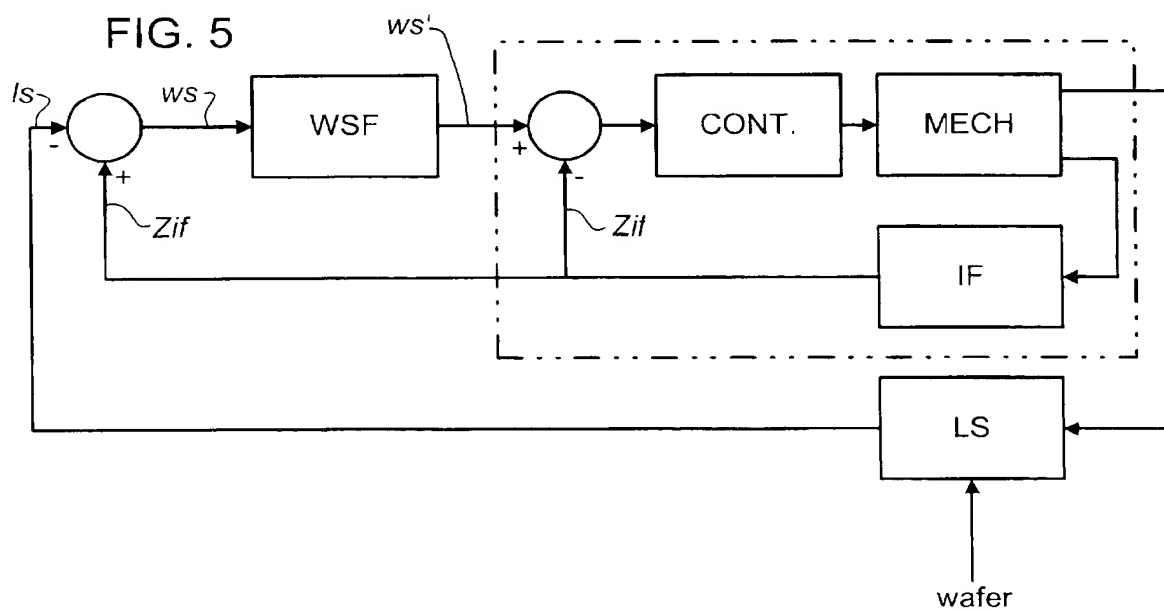 FIG. 5
ls
ws
WSF
ws'
CONT.
MECH
-
+
+
-
Zif
Zif
IF
LS
wafer